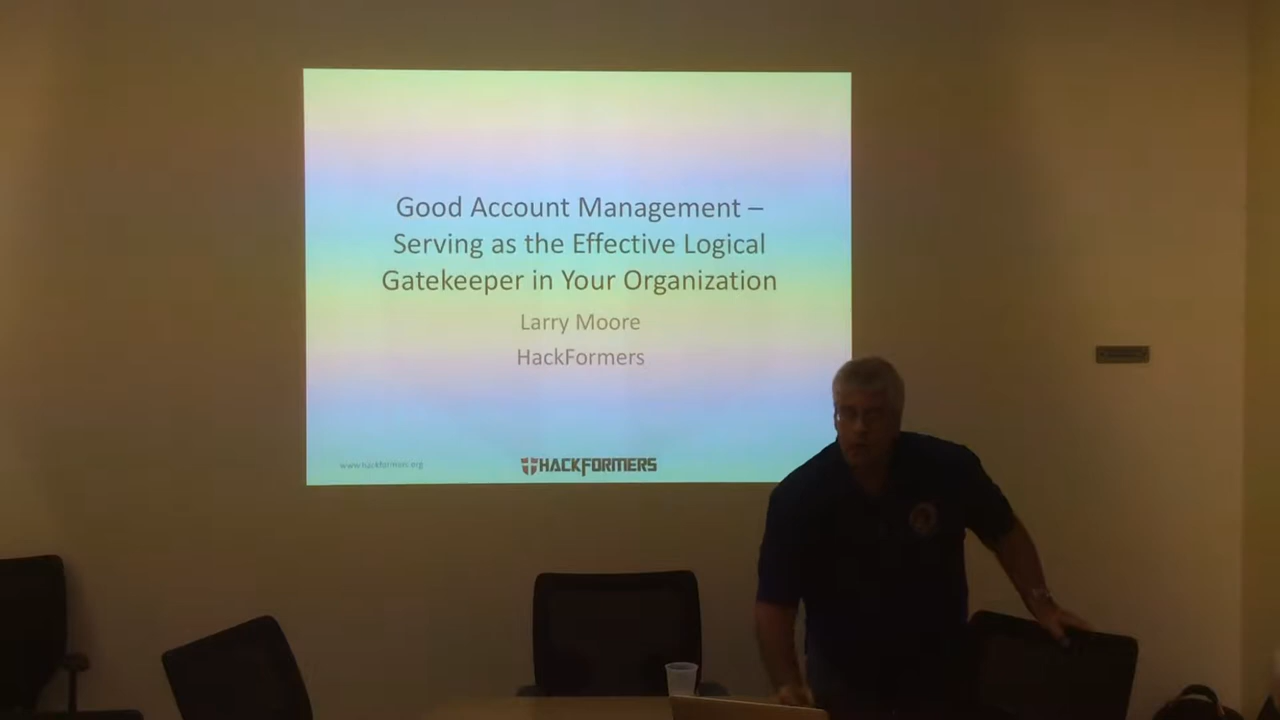 Good Account Management –
Serving as the Effective Logical
Gatekeeper in Your Organization
Larry Moore
HackFormers
www.hackformers.org
HACKFORMERS